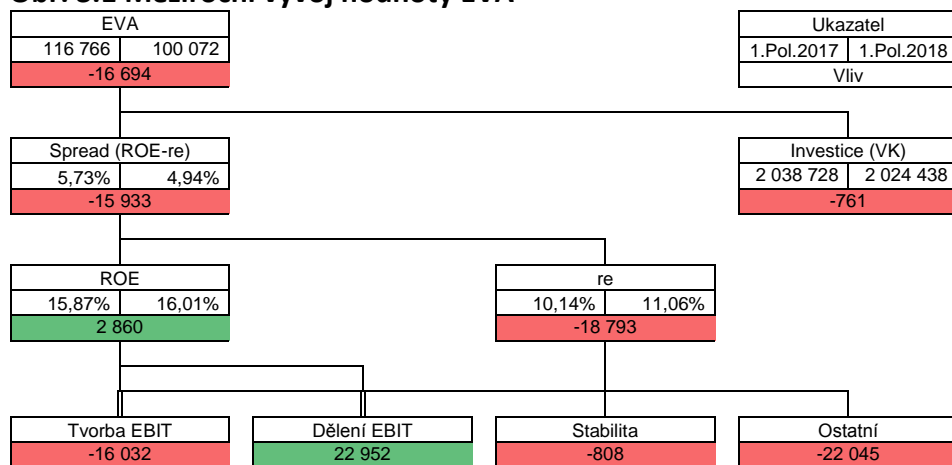 EVA
116 766 100 072
-16 694
Ukazatel
1.Pol.2017 1.Pol.2018
Vliv
Spread (ROE-re)
5,73% 4,94%
-15 933
Investice (VK)
2 038 728 2 024 438
-761
ROE
15,87% 16,01%
2 860
re
10,14% 11,06%
-18 793
Tvorba EBIT
-16 032
Dělení EBIT
22 952
Stabilita
-808
Ostatní
-22 045